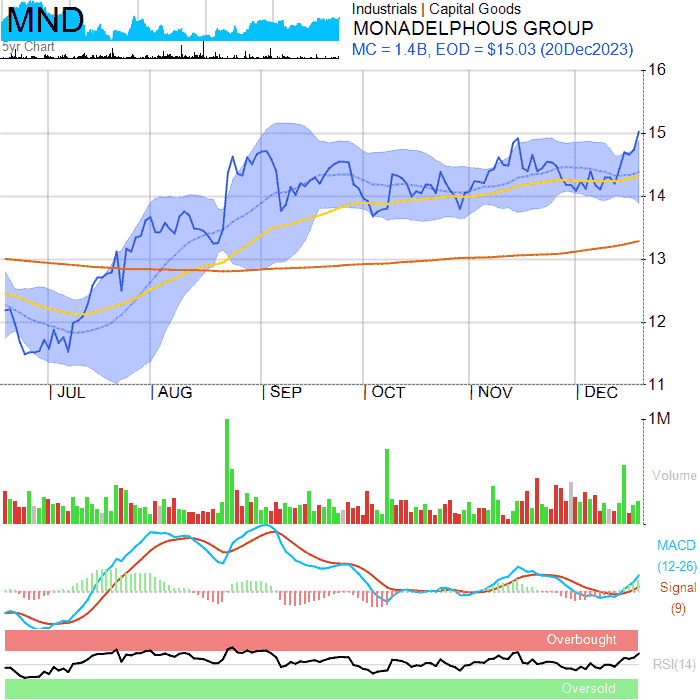 MND
5yr Chart
Industrials | Capital Goods
MONADELPHOUS GROUP
MC = 1.4B, EOD = $15.03 (20Dec2023)
16
15
14
13
12
11
| JUL | AUG | SEP | OCT | NOV | DEC
1M
Volume
MACD
(12-26)
Signal
(9)
Overbought
RSI(14)
Oversold